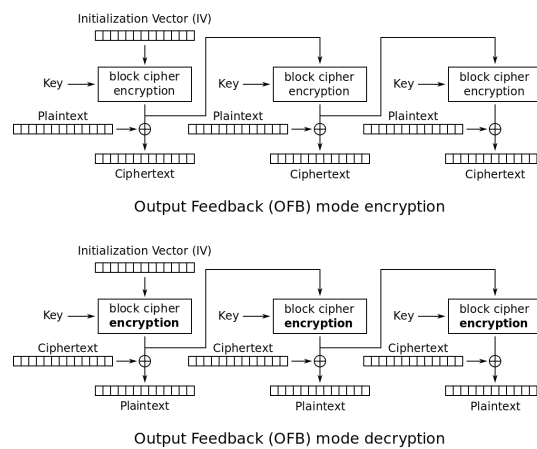 Initialization Vector (IV)
Key
block cipher
encryption
Key
block cipher
encryption
Key
block cipher
encryption
Plaintext
Plaintext
Plaintext
Ciphertext
Ciphertext
Ciphertext
Output Feedback (OFB) mode encryption
Initialization Vector (IV)
Key
block cipher
encryption
Key
block cipher
encryption
Key
block cipher
encryption
Ciphertext
Ciphertext
Ciphertext
Plaintext
Plaintext
Plaintext
Output Feedback (OFB) mode decryption